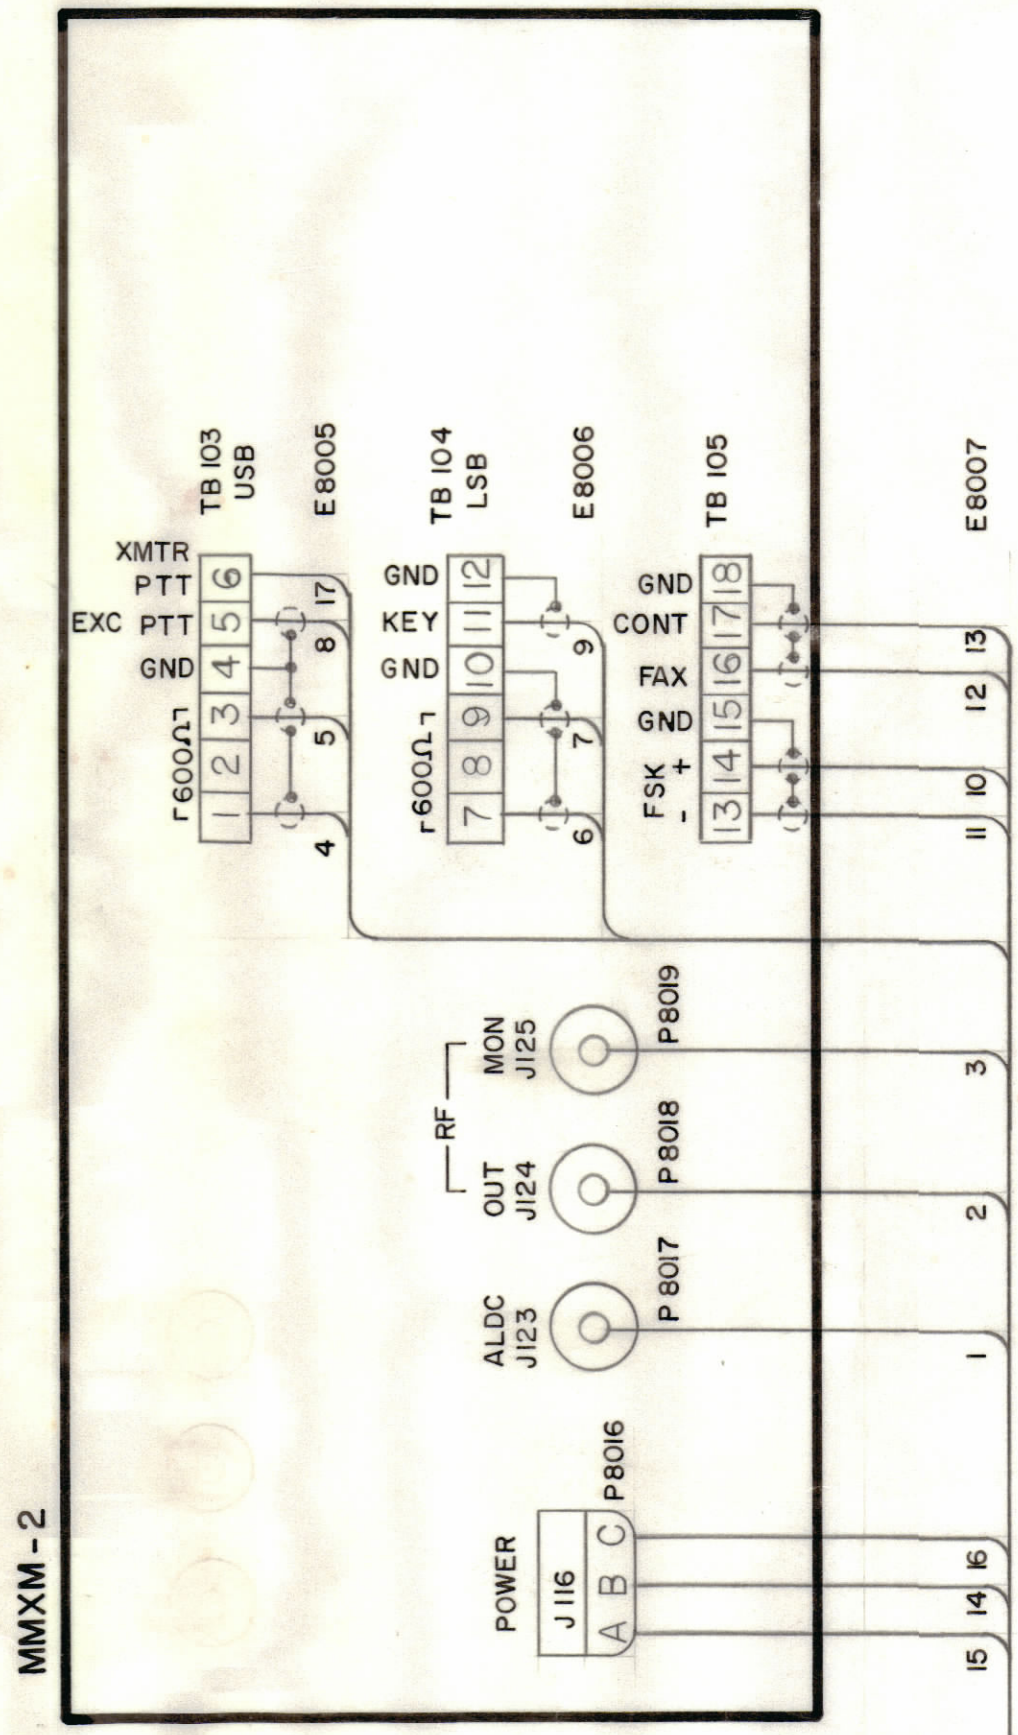 MMXM-2
POWER
J116
A B C
P8016
15 14 16
ALDC
J123
P8017
1
RF
OUT
J124
P8018
2
MON
J125
P8019
3
XMTR
EXC PTT PTT
600Ω GND
TB 103
USB
1 2 3 4 5 6
4 5 8 17
E8005
600Ω GND KEY GND
TB 104
LSB
7 8 9 10 11 12
6 7 9
E8006
FSK
- + GND FAX CONT GND
TB 105
13 14 15 16 17 18
11 10 12 13
E8007